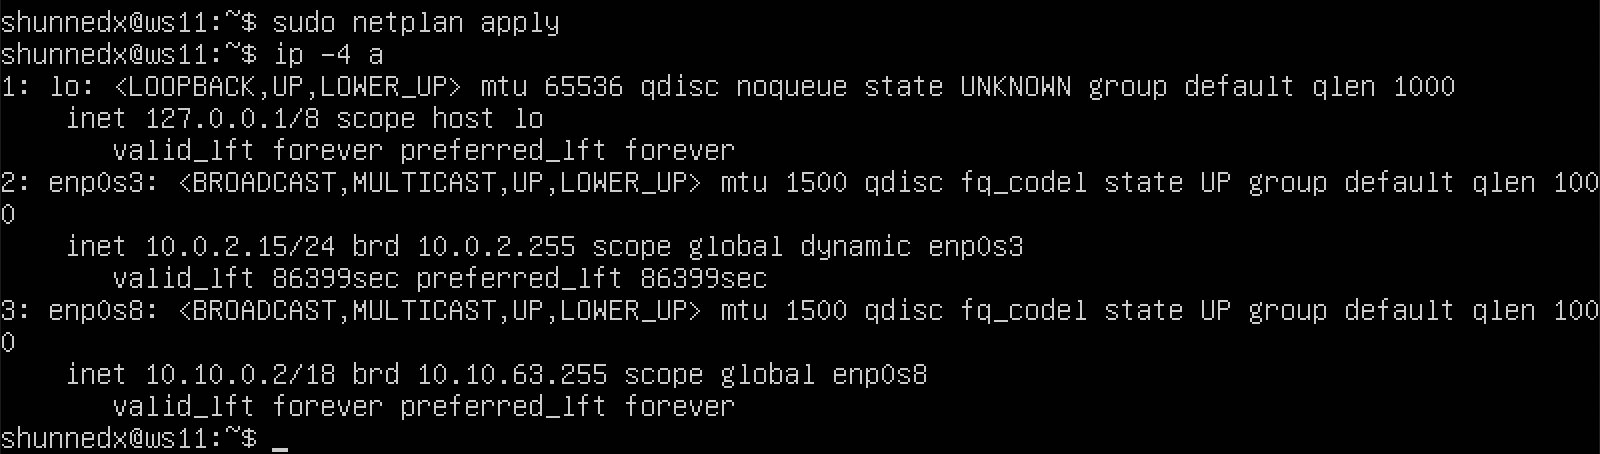 shunnedx@ws11:~$ sudo netplan apply
shunnedx@ws11:~$ ip -4 a
1: lo: <LOOPBACK,UP,LOWER_UP> mtu 65536 qdisc noqueue state UNKNOWN group default qlen 1000
    inet 127.0.0.1/8 scope host lo
       valid_lft forever preferred_lft forever
2: enp0s3: <BROADCAST,MULTICAST,UP,LOWER_UP> mtu 1500 qdisc fq_codel state UP group default qlen 100
0
    inet 10.0.2.15/24 brd 10.0.2.255 scope global dynamic enp0s3
       valid_lft 86399sec preferred_lft 86399sec
3: enp0s8: <BROADCAST,MULTICAST,UP,LOWER_UP> mtu 1500 qdisc fq_codel state UP group default qlen 100
0
    inet 10.10.0.2/18 brd 10.10.63.255 scope global enp0s8
       valid_lft forever preferred_lft forever
shunnedx@ws11:~$ _